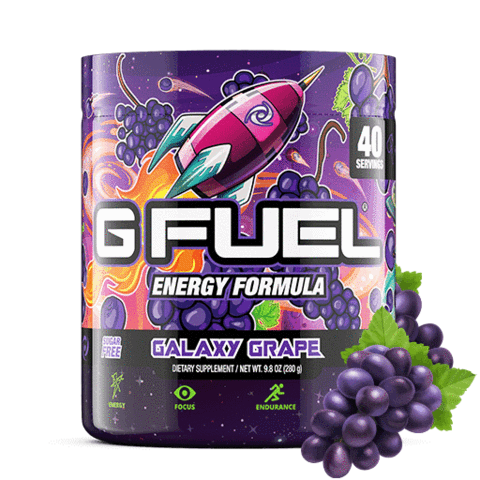 40
SERVINGS
G FUEL
ENERGY FORMULA
SUGAR
FREE
GALAXY GRAPE
DIETARY SUPPLEMENT / NET WT. 9.8 OZ (280 g)
ENERGY
FOCUS
ENDURANCE